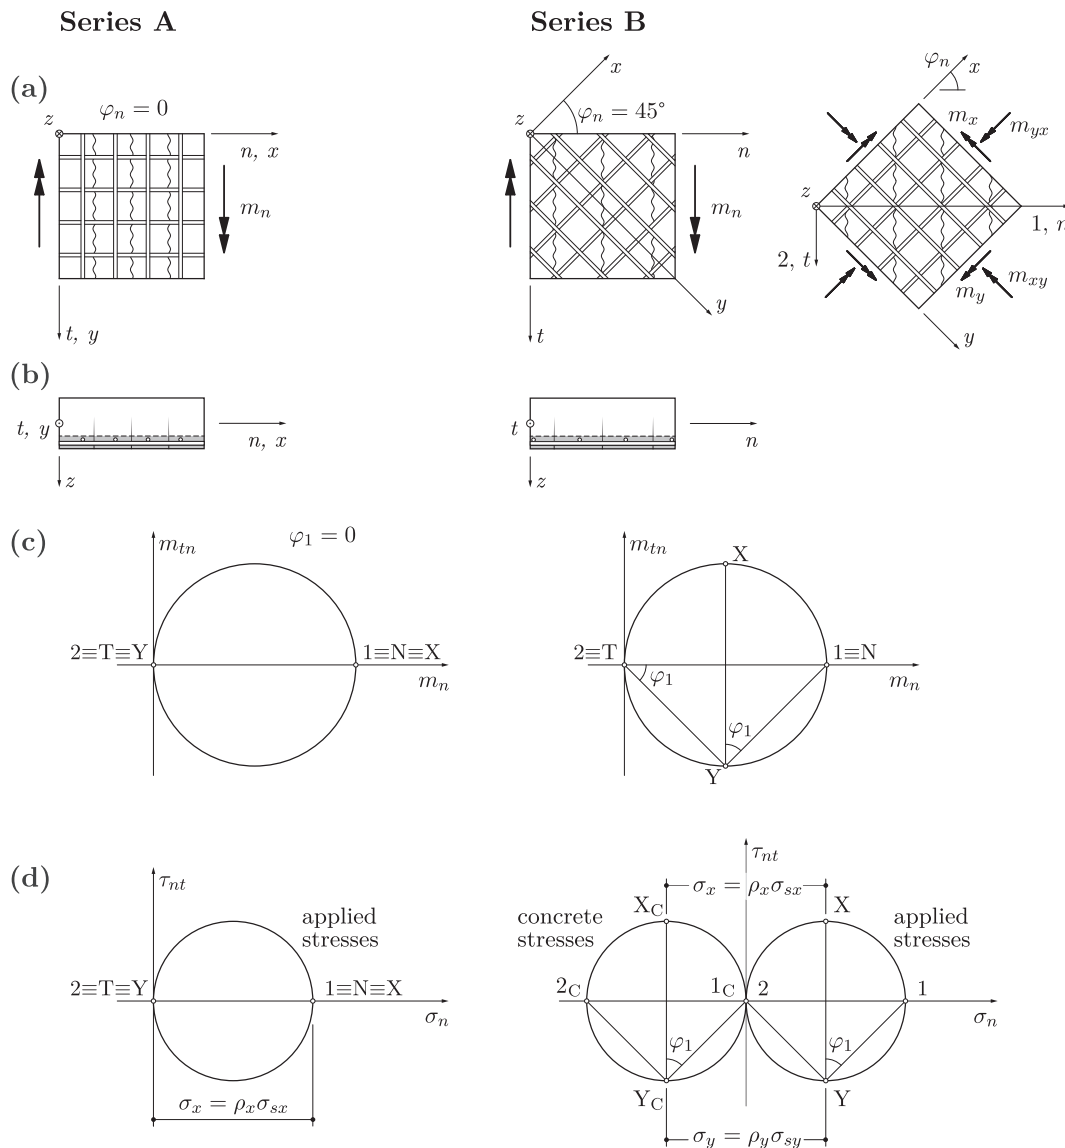 Series A
Series B
(a)
φn = 0
z
n, x
mn
t, y
x
φn = 45°
z
n
mn
y
t
φn
x
mx
myx
z
1, n
2, t
my
mxy
y
(b)
t, y
n, x
z
t
n
z
(c)
φ1 = 0
mtn
2≡T≡Y
1≡N≡X
mn
mtn
X
2≡T
1≡N
φ1
mn
φ1
Y
(d)
τnt
applied
stresses
2≡T≡Y
1≡N≡X
σn
σx = ρxσsx
τnt
σx = ρxσsx
XC
X
concrete
stresses
applied
stresses
2C
1C
2
1
σn
φ1
φ1
YC
Y
σy = ρyσsy